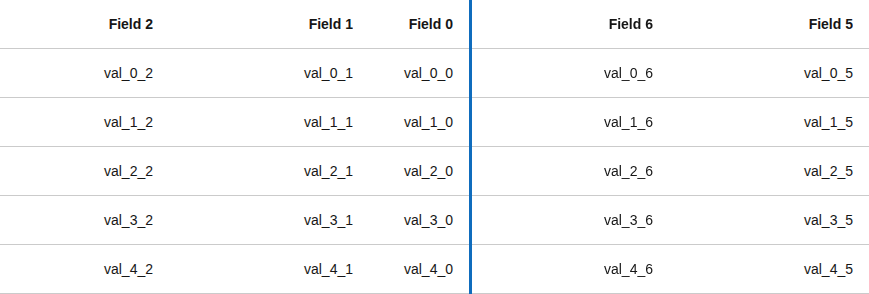 Field 2 Field 1 Field 0 Field 6 Field 5
val_0_2 val_0_1 val_0_0 val_0_6 val_0_5
val_1_2 val_1_1 val_1_0 val_1_6 val_1_5
val_2_2 val_2_1 val_2_0 val_2_6 val_2_5
val_3_2 val_3_1 val_3_0 val_3_6 val_3_5
val_4_2 val_4_1 val_4_0 val_4_6 val_4_5